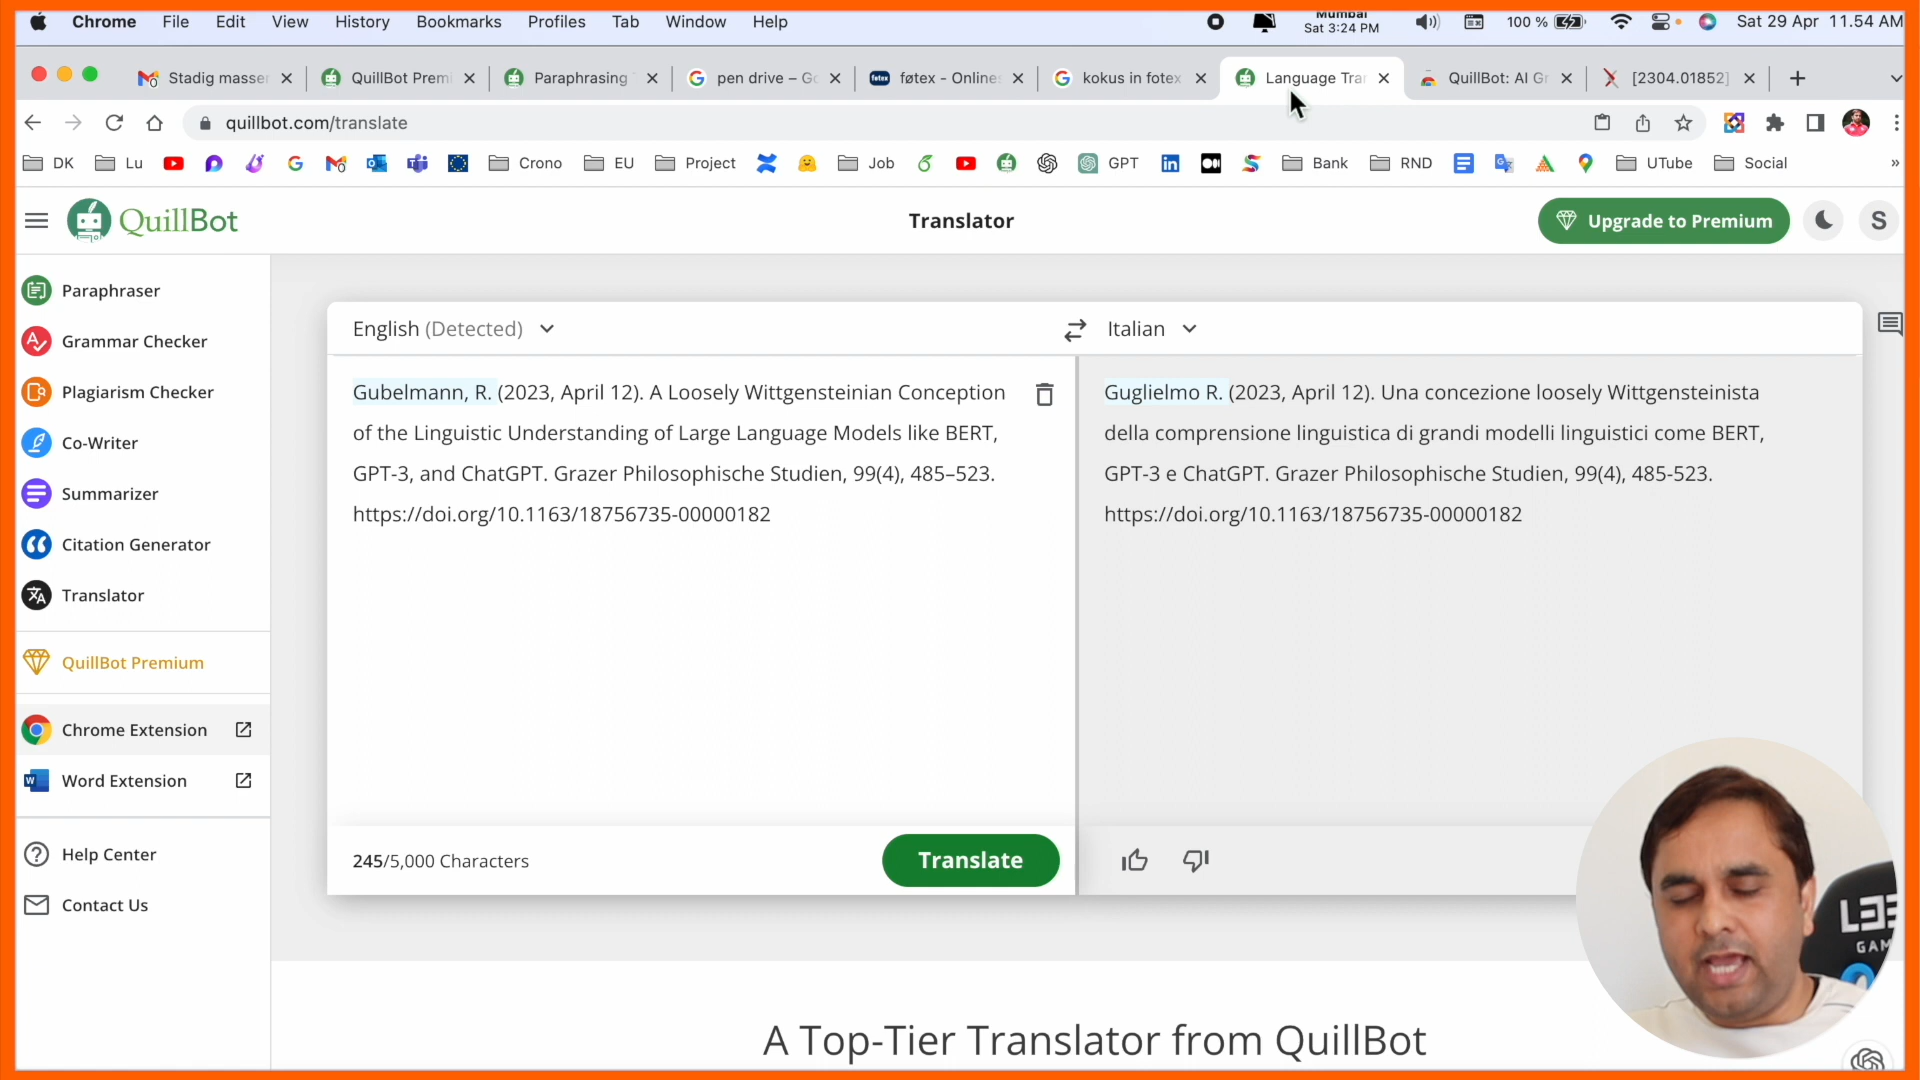 Chrome File Edit View History Bookmarks Profiles Tab Window Help
Mumbai
Sat 3:24 PM
100 %
Sat 29 Apr 11.54 AM
Stadig masser
QuillBot Premi
Paraphrasing
pen drive – Go
føtex
føtex - Online
kokus in fotex
Language Tra
QuillBot: AI Gr
[2304.01852]
quillbot.com/translate
DK Lu Crono EU Project Job GPT Bank RND UTube Social »
QuillBot
Translator
Upgrade to Premium
S
Paraphraser
Grammar Checker
Plagiarism Checker
Co-Writer
Summarizer
Citation Generator
Translator
QuillBot Premium
Chrome Extension
Word Extension
Help Center
Contact Us
English (Detected)
Italian
Gubelmann, R. (2023, April 12). A Loosely Wittgensteinian Conception
of the Linguistic Understanding of Large Language Models like BERT,
GPT-3, and ChatGPT. Grazer Philosophische Studien, 99(4), 485–523.
https://doi.org/10.1163/18756735-00000182
Guglielmo R. (2023, April 12). Una concezione loosely Wittgensteinista
della comprensione linguistica di grandi modelli linguistici come BERT,
GPT-3 e ChatGPT. Grazer Philosophische Studien, 99(4), 485-523.
https://doi.org/10.1163/18756735-00000182
245/5,000 Characters
Translate
A Top-Tier Translator from QuillBot